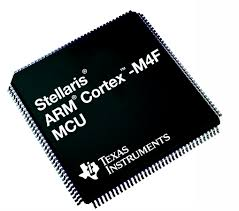 Stellaris®
ARM® Cortex™-M4F
MCU
TEXAS
INSTRUMENTS